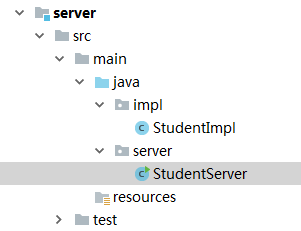 server
src
main
java
impl
StudentImpl
server
StudentServer
resources
test